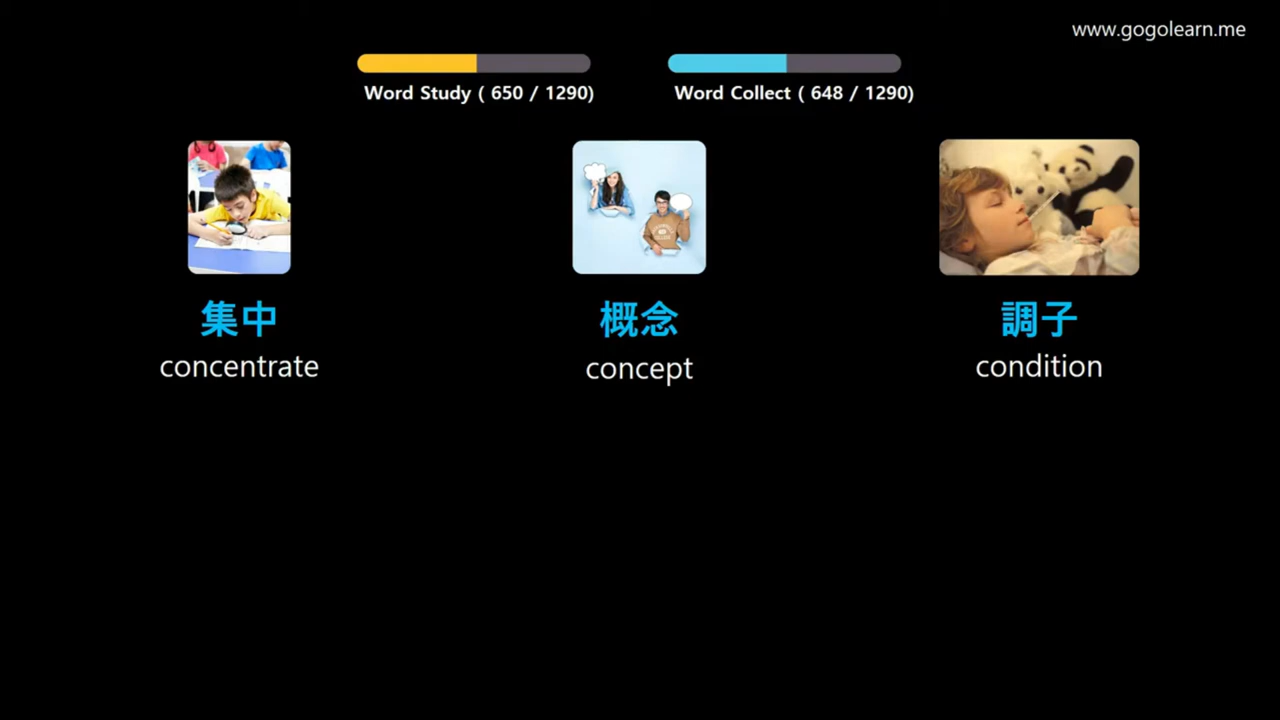 www.gogolearn.me
Word Study ( 650 / 1290)
Word Collect ( 648 / 1290)
集中
概念
調子
concentrate
concept
condition